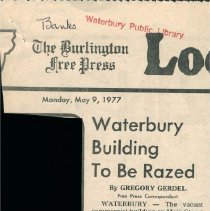 Banks
Waterbury Public Library
The Burlington
Free Press
Loc
Monday, May 9, 1977
Waterbury
Building
To Be Razed
By GREGORY GERDEL
Free Press Correspondent
WATERBURY — The vacant